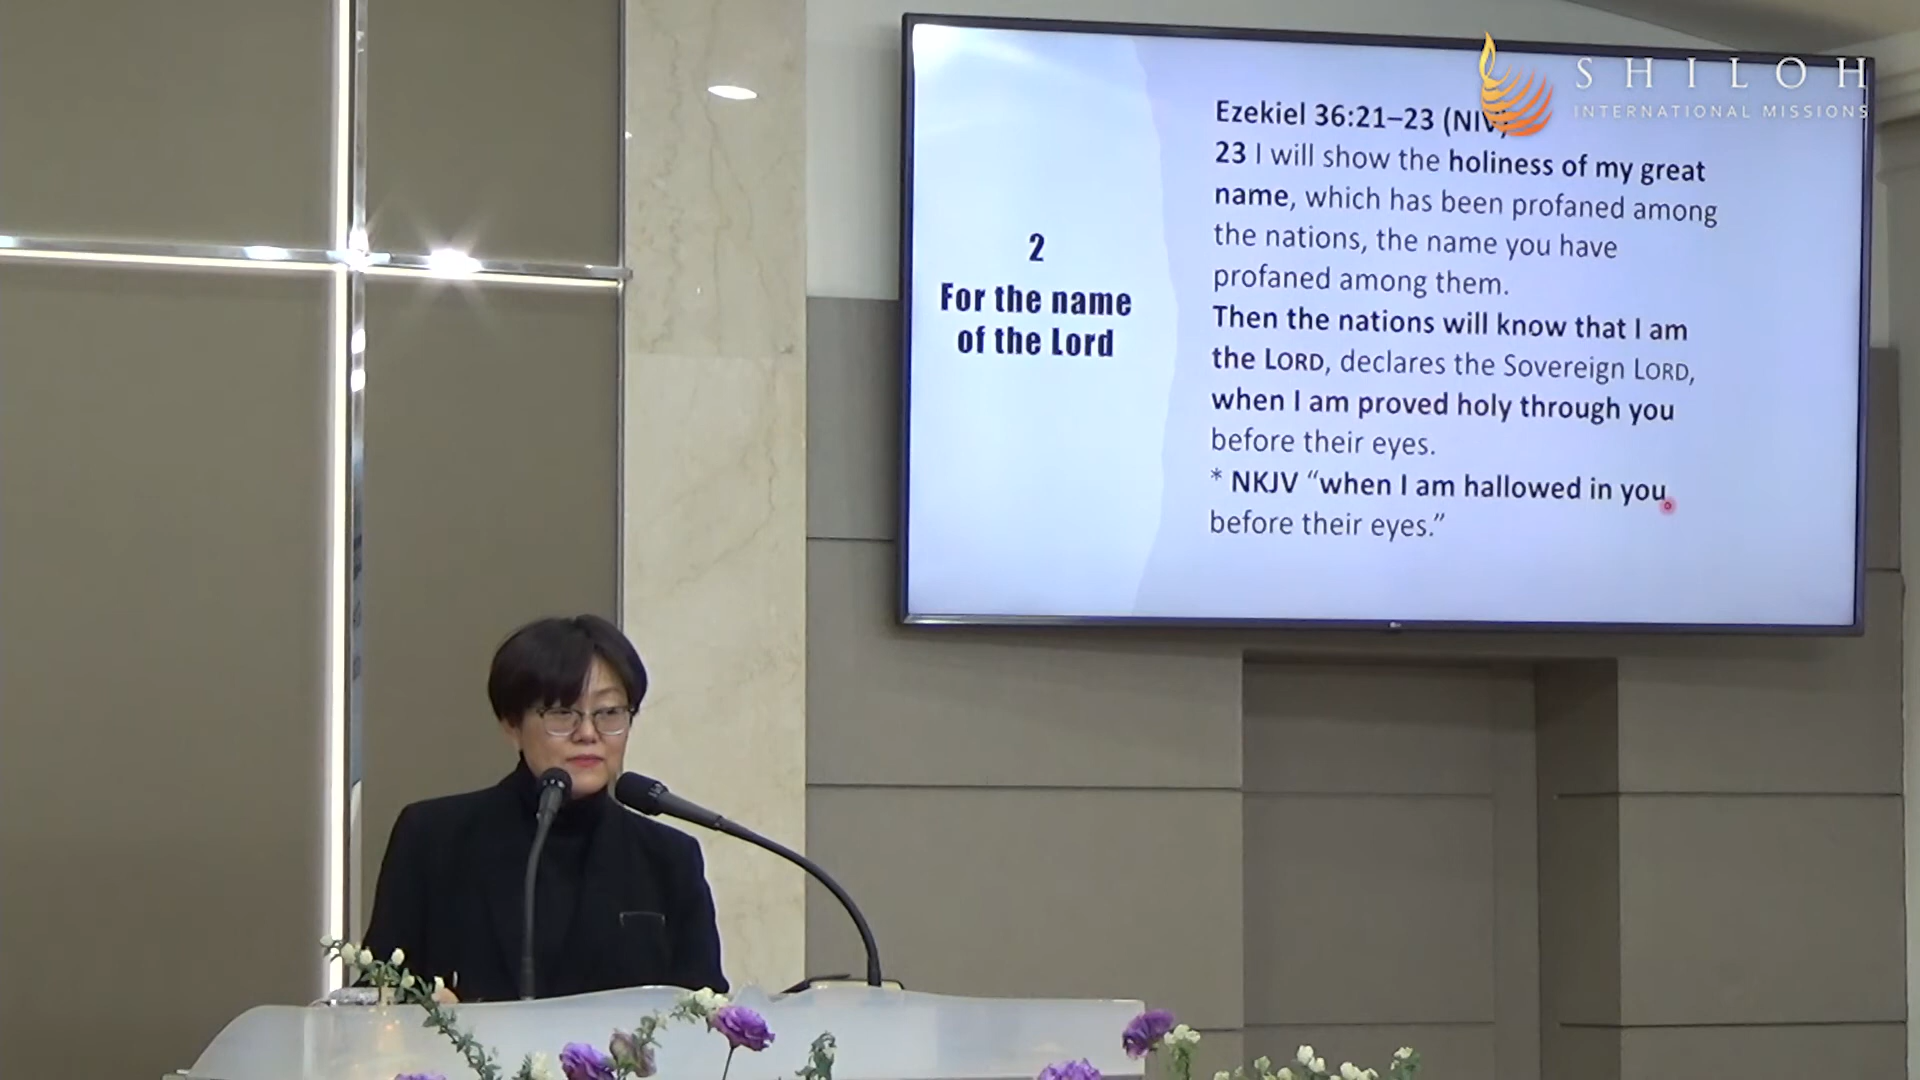 SHILOH
INTERNATIONAL MISSIONS
2
For the name
of the Lord
Ezekiel 36:21–23 (NIV)
23 I will show the holiness of my great
name, which has been profaned among
the nations, the name you have
profaned among them.
Then the nations will know that I am
the LORD, declares the Sovereign LORD,
when I am proved holy through you
before their eyes.
* NKJV “when I am hallowed in you
before their eyes.”